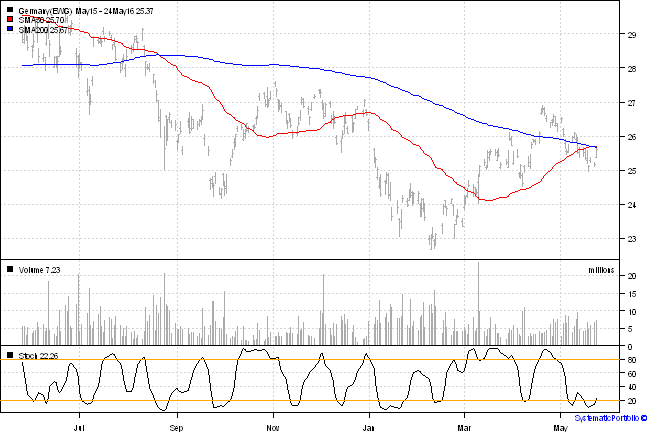 Germany(EWG) May15 - 24May16 25.37
SMA50 25.70
SMA200 25.67
29
28
27
26
25
24
23
Volume 7.23
millions
20
15
10
5
0
Stoch 22.26
80
60
40
20
Jul Sep Nov Jan Mar May
SystematicPortfolio ©